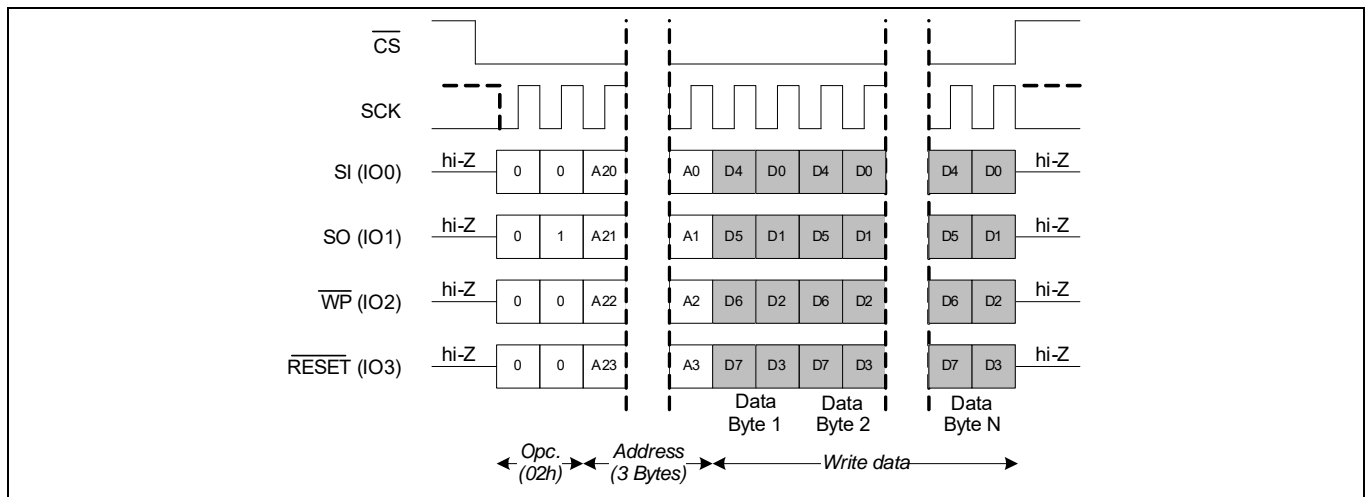 CS
SCK
SI (IO0) hi-Z 0 0 A20 A0 D4 D0 D4 D0 D4 D0 hi-Z
SO (IO1) hi-Z 0 1 A21 A1 D5 D1 D5 D1 D5 D1 hi-Z
WP (IO2) hi-Z 0 0 A22 A2 D6 D2 D6 D2 D6 D2 hi-Z
RESET (IO3) hi-Z 0 0 A23 A3 D7 D3 D7 D3 D7 D3 hi-Z
Data Data Data
Byte 1 Byte 2 Byte N
Opc. Address Write data
(02h) (3 Bytes)